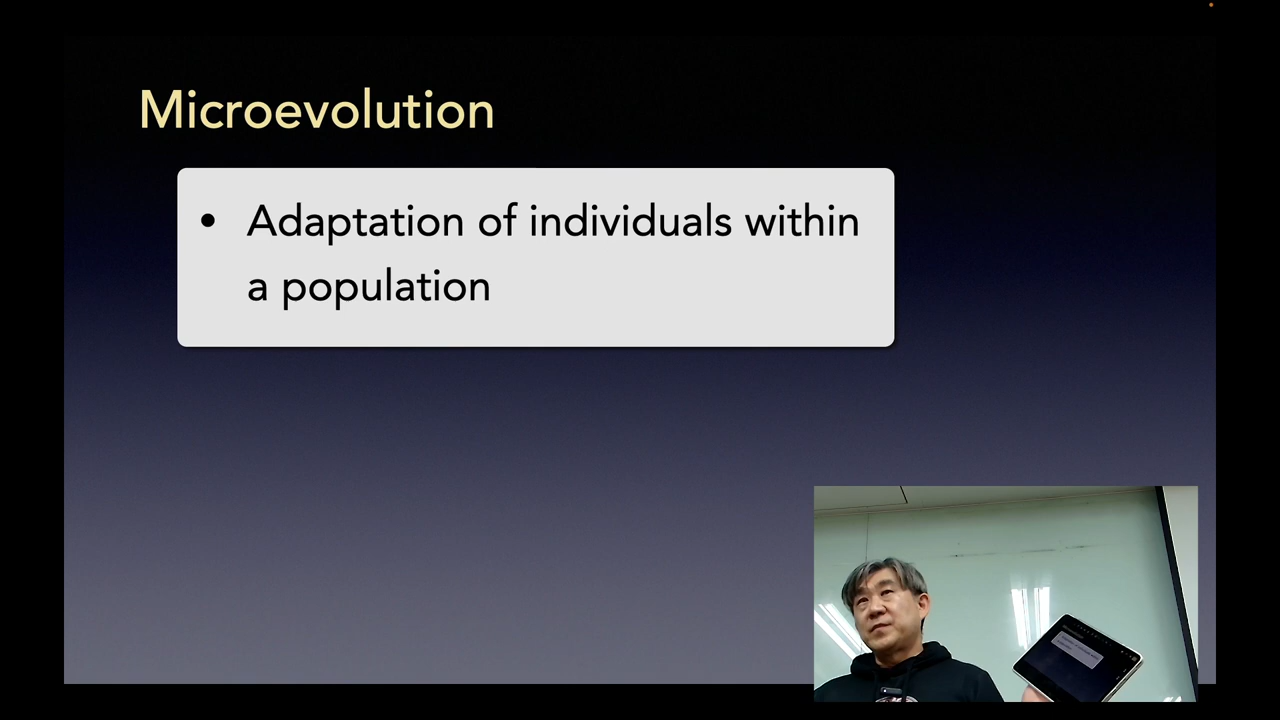 Microevolution
• Adaptation of individuals within
a population